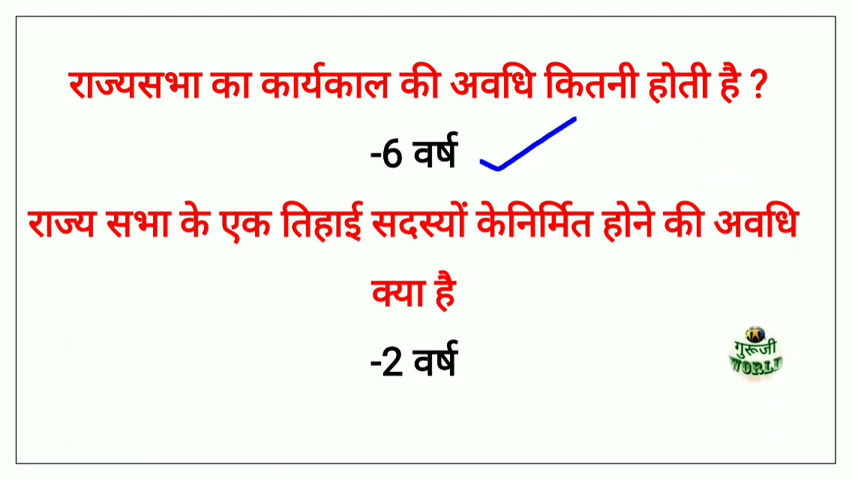 राज्यसभा का कार्यकाल की अवधि कितनी होती है ?
-6 वर्ष
राज्य सभा के एक तिहाई सदस्यों केनिर्मित होने की अवधि
क्या है
-2 वर्ष
गुरूजी
WORLD